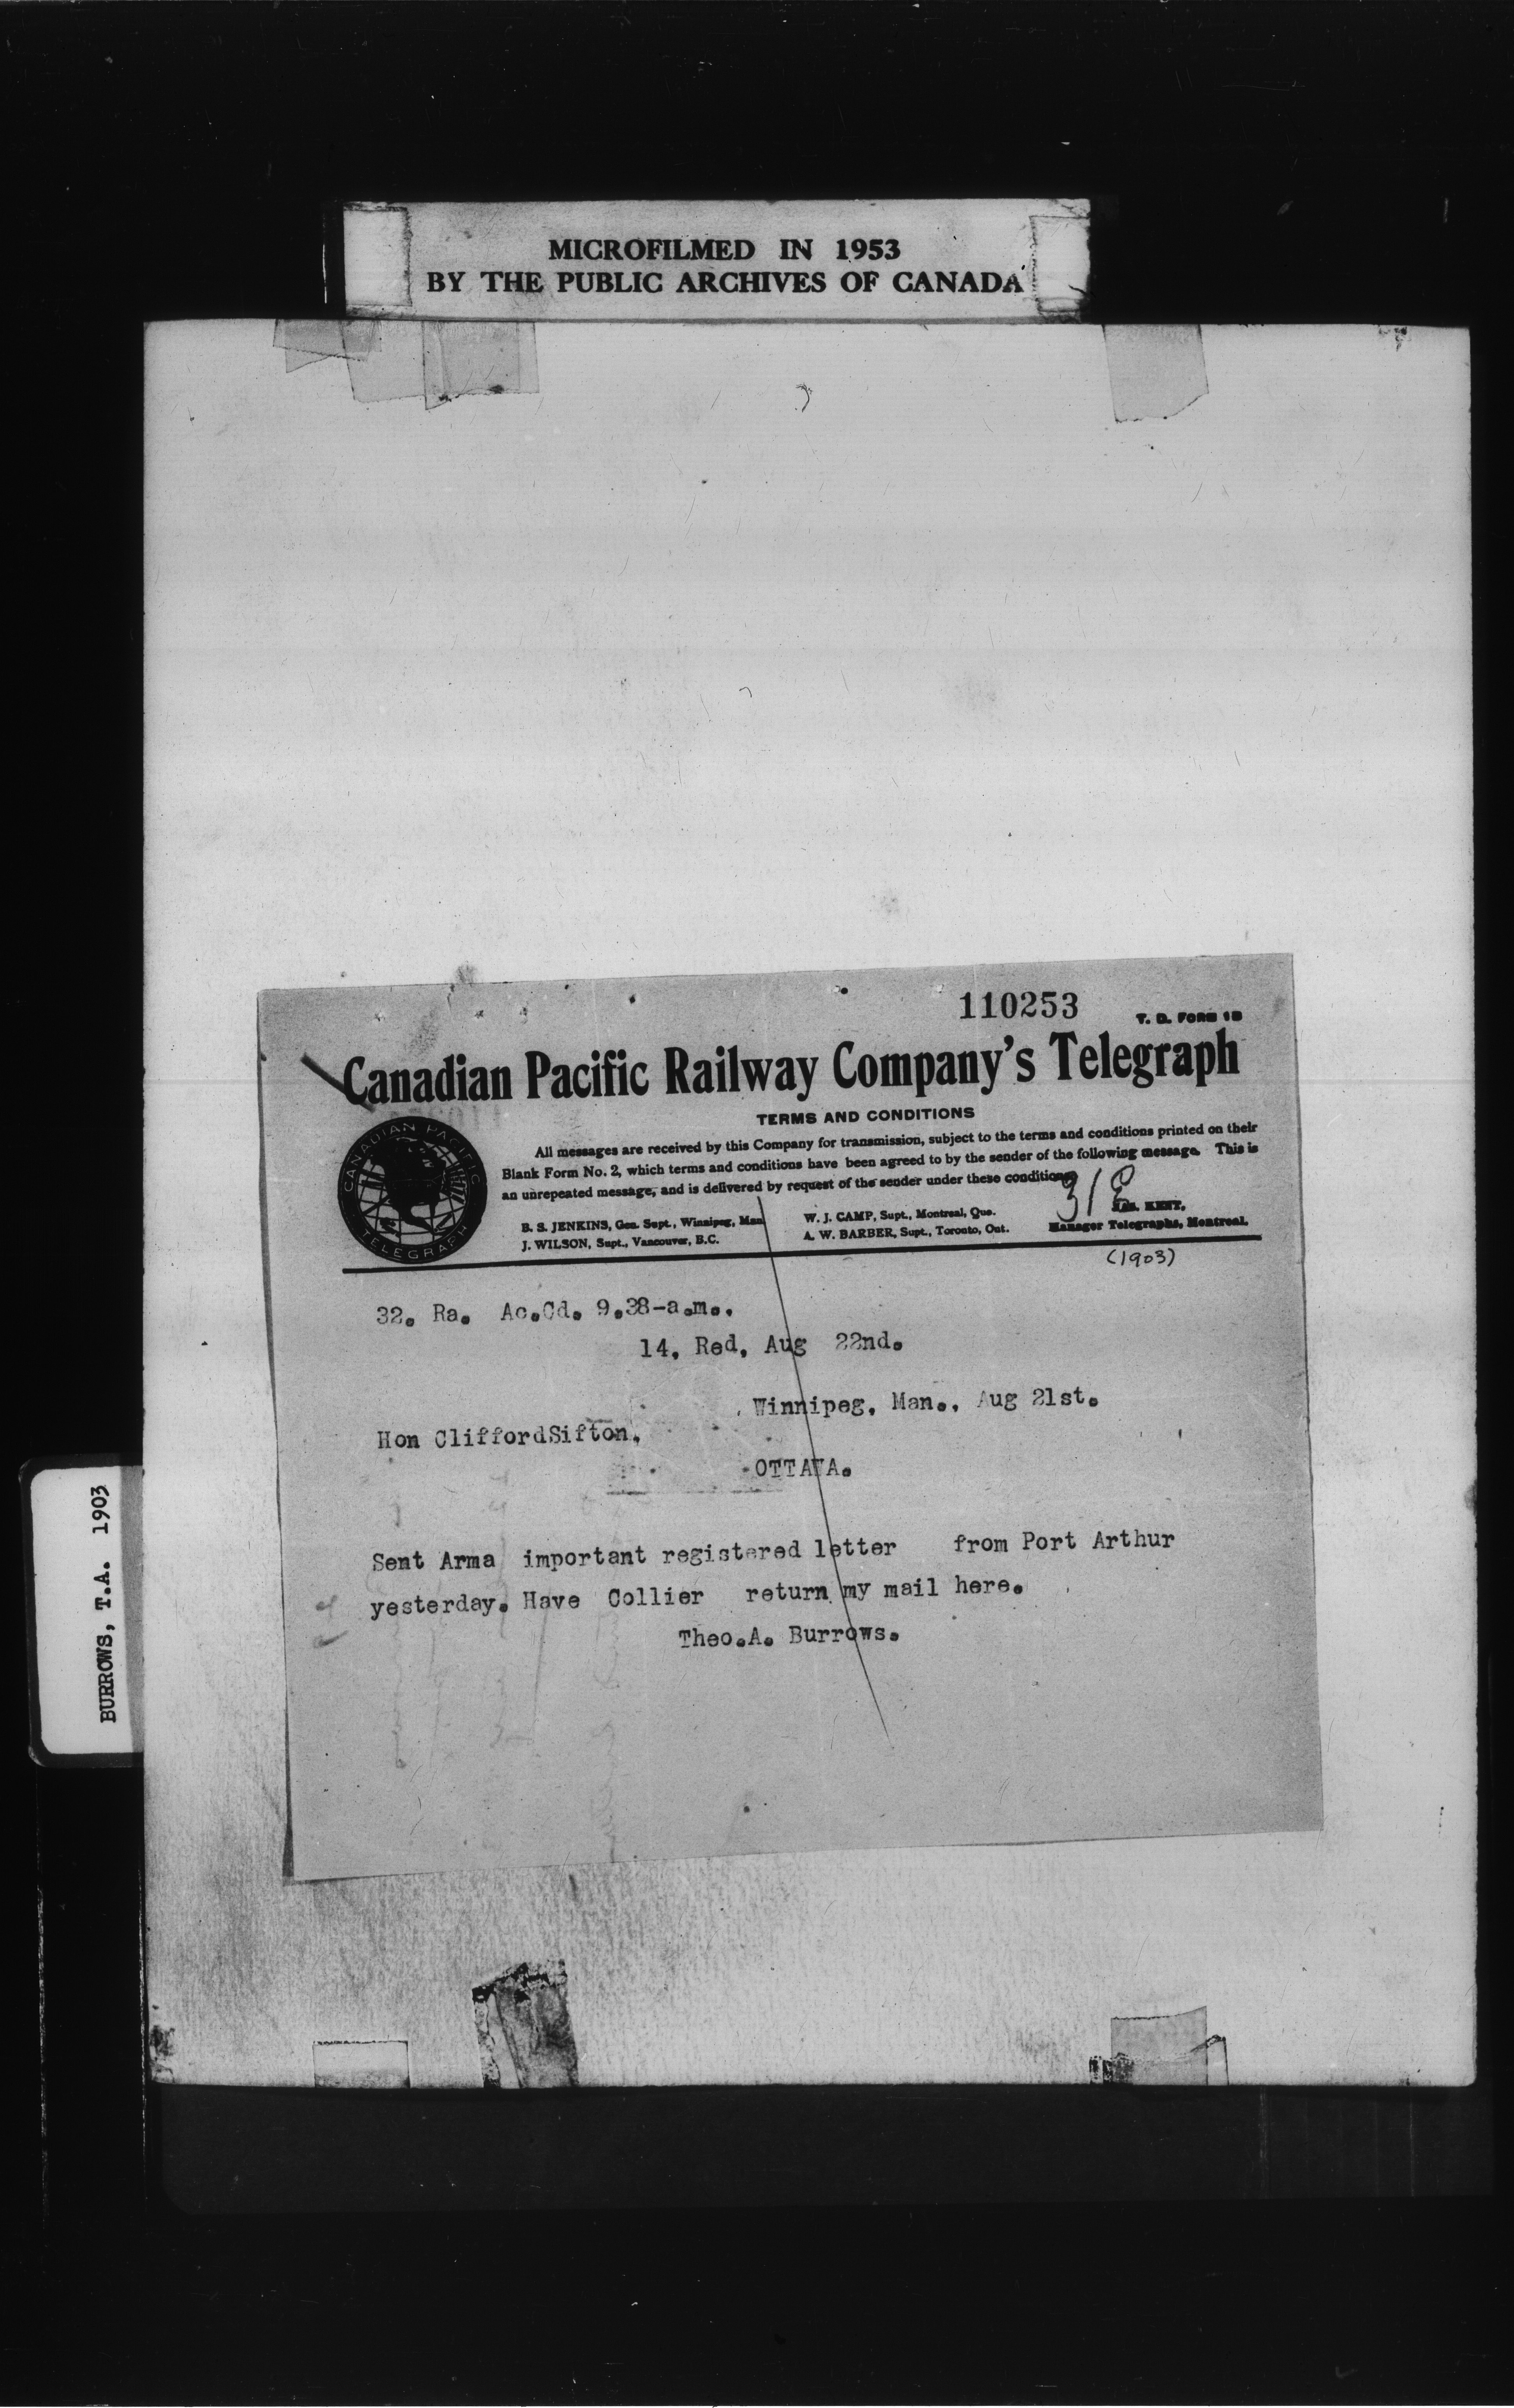 MICROFILMED IN 1953
BY THE PUBLIC ARCHIVES OF CANADA
BURROWS, T.A. 1903
110253
T. D. FORM 1B
Canadian Pacific Railway Company's Telegraph
TERMS AND CONDITIONS
CANADIAN PACIFIC
TELEGRAPH
All messages are received by this Company for transmission, subject to the terms and conditions printed on their
Blank Form No. 2, which terms and conditions have been agreed to by the sender of the following message. This is
an unrepeated message, and is delivered by request of the sender under these conditions
B. S. JENKINS, Gen. Supt., Winnipeg, Man
J. WILSON, Supt., Vancouver, B.C.
W. J. CAMP, Supt., Montreal, Que.
A. W. BARBER, Supt., Toronto, Ont.
KENT,
Manager Telegraphs, Montreal.
(1903)
32. Ra. Ac.Cd. 9.38-a.m..
14, Red, Aug 22nd.
Winnipeg, Man., Aug 21st.
Hon CliffordSifton,
OTTAWA.
Sent Arma important registered letter from Port Arthur
yesterday. Have Collier return my mail here.
Theo.A. Burrows.